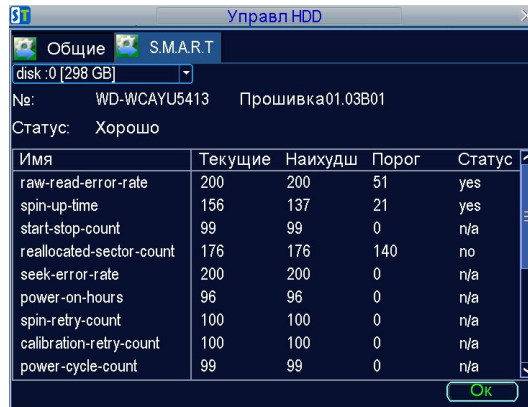 ST Управл HDD
Общие S.M.A.R.T
disk :0 [298 GB]
№: WD-WCAYU5413 Прошивка01.03B01
Статус: Хорошо
Имя Текущие Наихудш Порог Статус
raw-read-error-rate 200 200 51 yes
spin-up-time 156 137 21 yes
start-stop-count 99 99 0 n/a
reallocated-sector-count 176 176 140 no
seek-error-rate 200 200 0 n/a
power-on-hours 96 96 0 n/a
spin-retry-count 100 100 0 n/a
calibration-retry-count 100 100 0 n/a
power-cycle-count 99 99 0 n/a
Ок